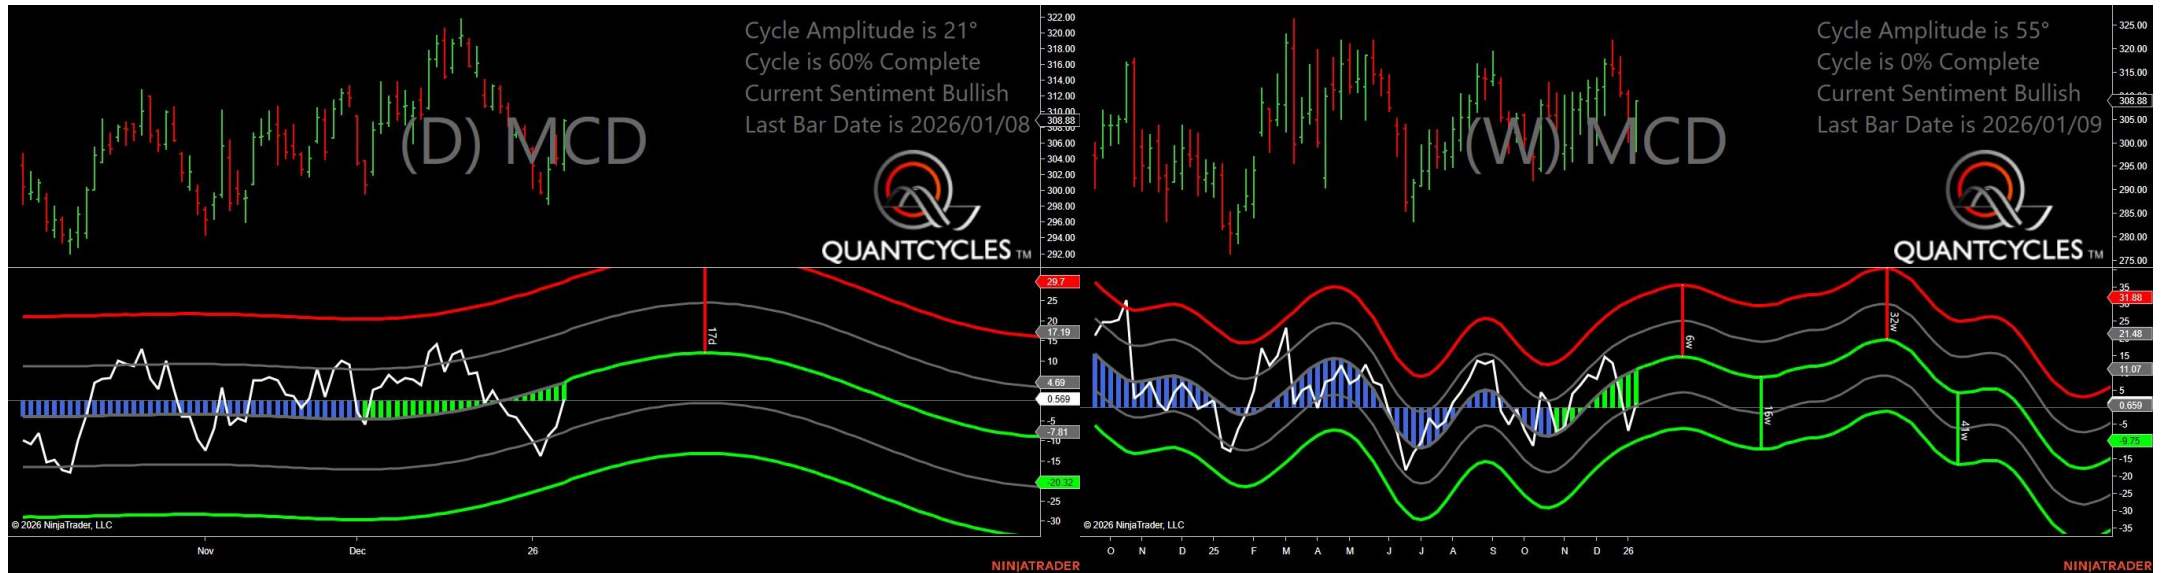 Cycle Amplitude is 21°
Cycle is 60% Complete
Current Sentiment Bullish
Last Bar Date is 2026/01/08
(D) MCD
QUANTCYCLES TM
322.00
320.00
318.00
316.00
314.00
312.00
310.00
308.88
308.00
306.00
304.00
302.00
300.00
298.00
296.00
294.00
292.00
17d
29.7
25
20
17.19
15
10
4.69
0.569
-5
-7.81
-10
-15
-20.32
-25
-30
© 2026 NinjaTrader, LLC
Nov Dec 26
NINJATRADER
Cycle Amplitude is 55°
Cycle is 0% Complete
Current Sentiment Bullish
Last Bar Date is 2026/01/09
(W) MCD
QUANTCYCLES TM
325.00
320.00
315.00
308.88
305.00
300.00
295.00
290.00
285.00
280.00
275.00
6w
16w
32w
41w
35
31.88
25
21.48
15
11.07
5
0.659
-5
-9.75
-15
-20
-25
-30
-35
© 2026 NinjaTrader, LLC
O N D 25 F M A M J J A S O N D 26
NINJATRADER